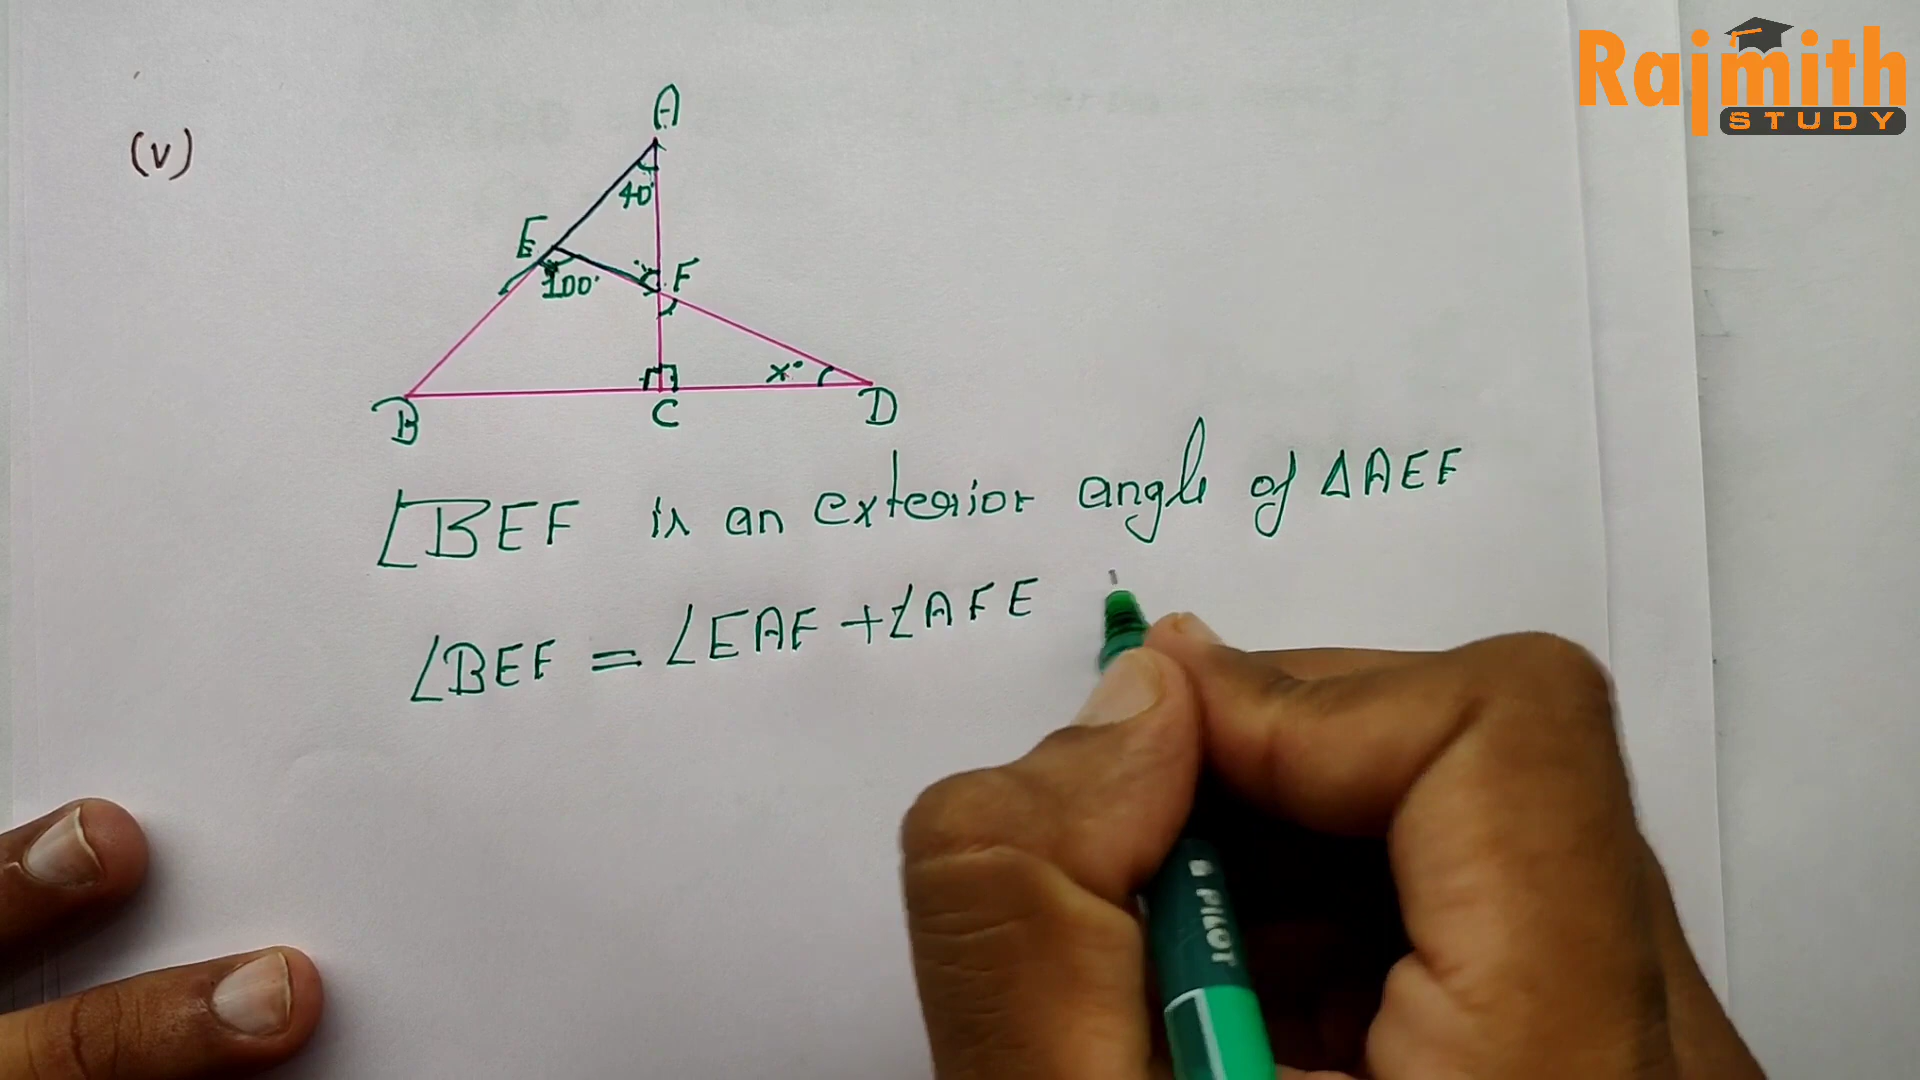 Rajmith
STUDY
(v)
A
40°
E
100°
F
x°
B
C
D
∠BEF is an exterior angle of ΔAEF
∠BEF = ∠EAF + ∠AFE
PILOT